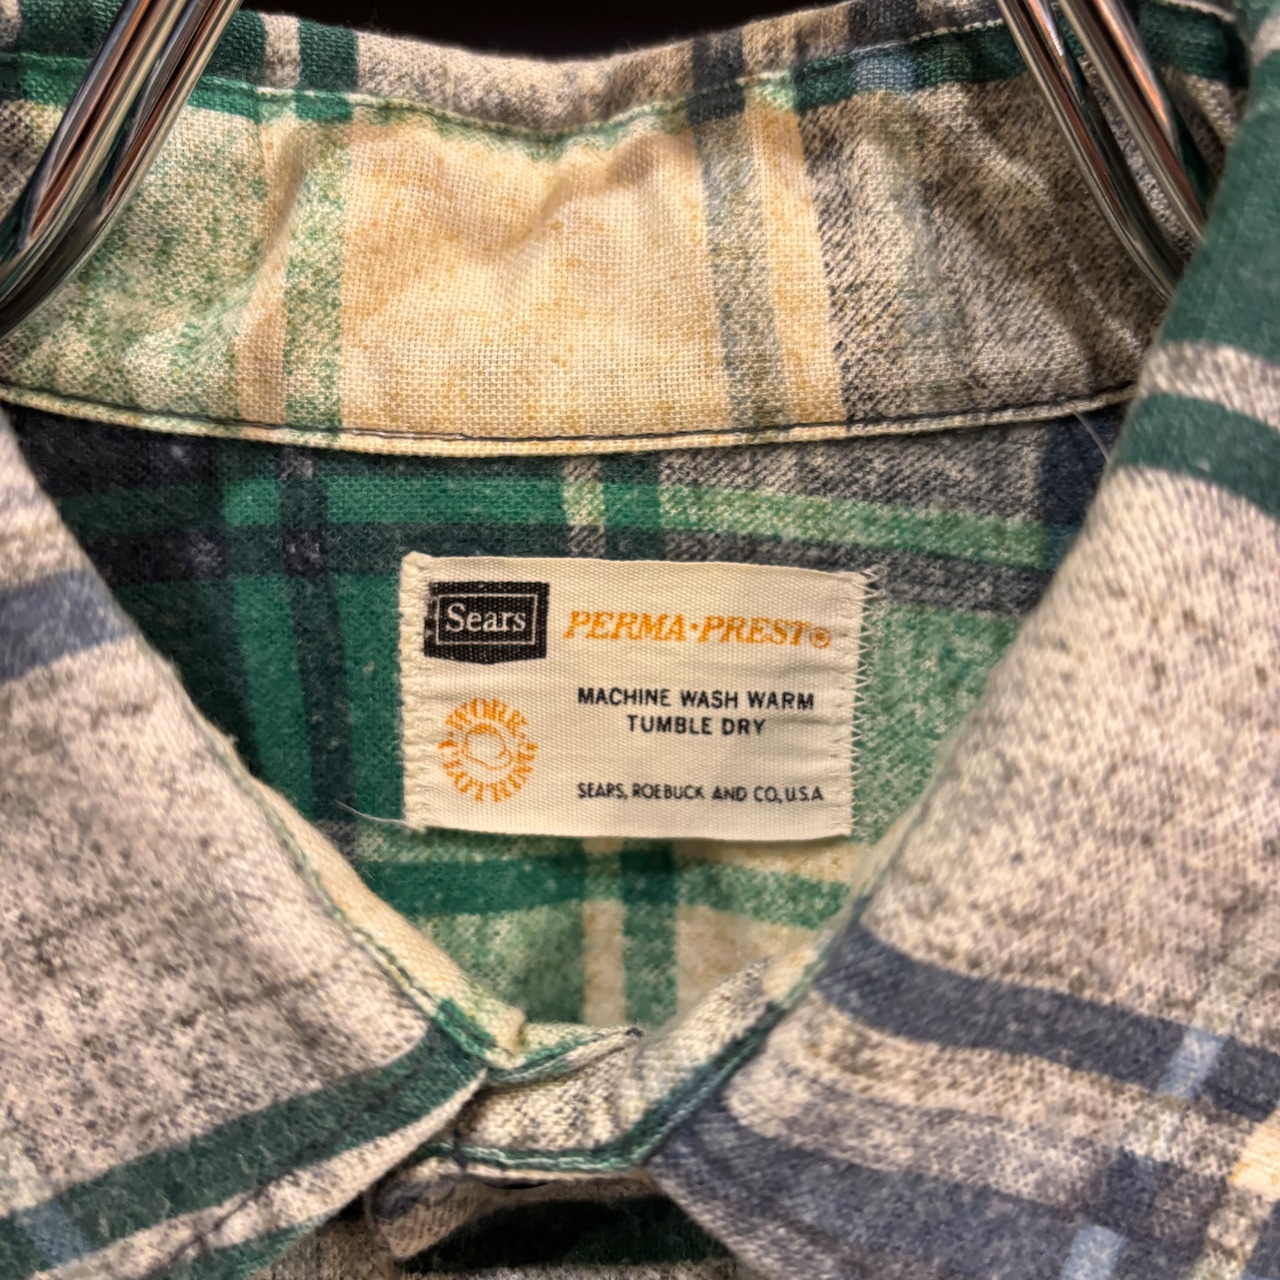 Sears
PERMA·PREST®
MACHINE WASH WARM
TUMBLE DRY
WORK
SEARS, ROEBUCK AND CO., U.S.A